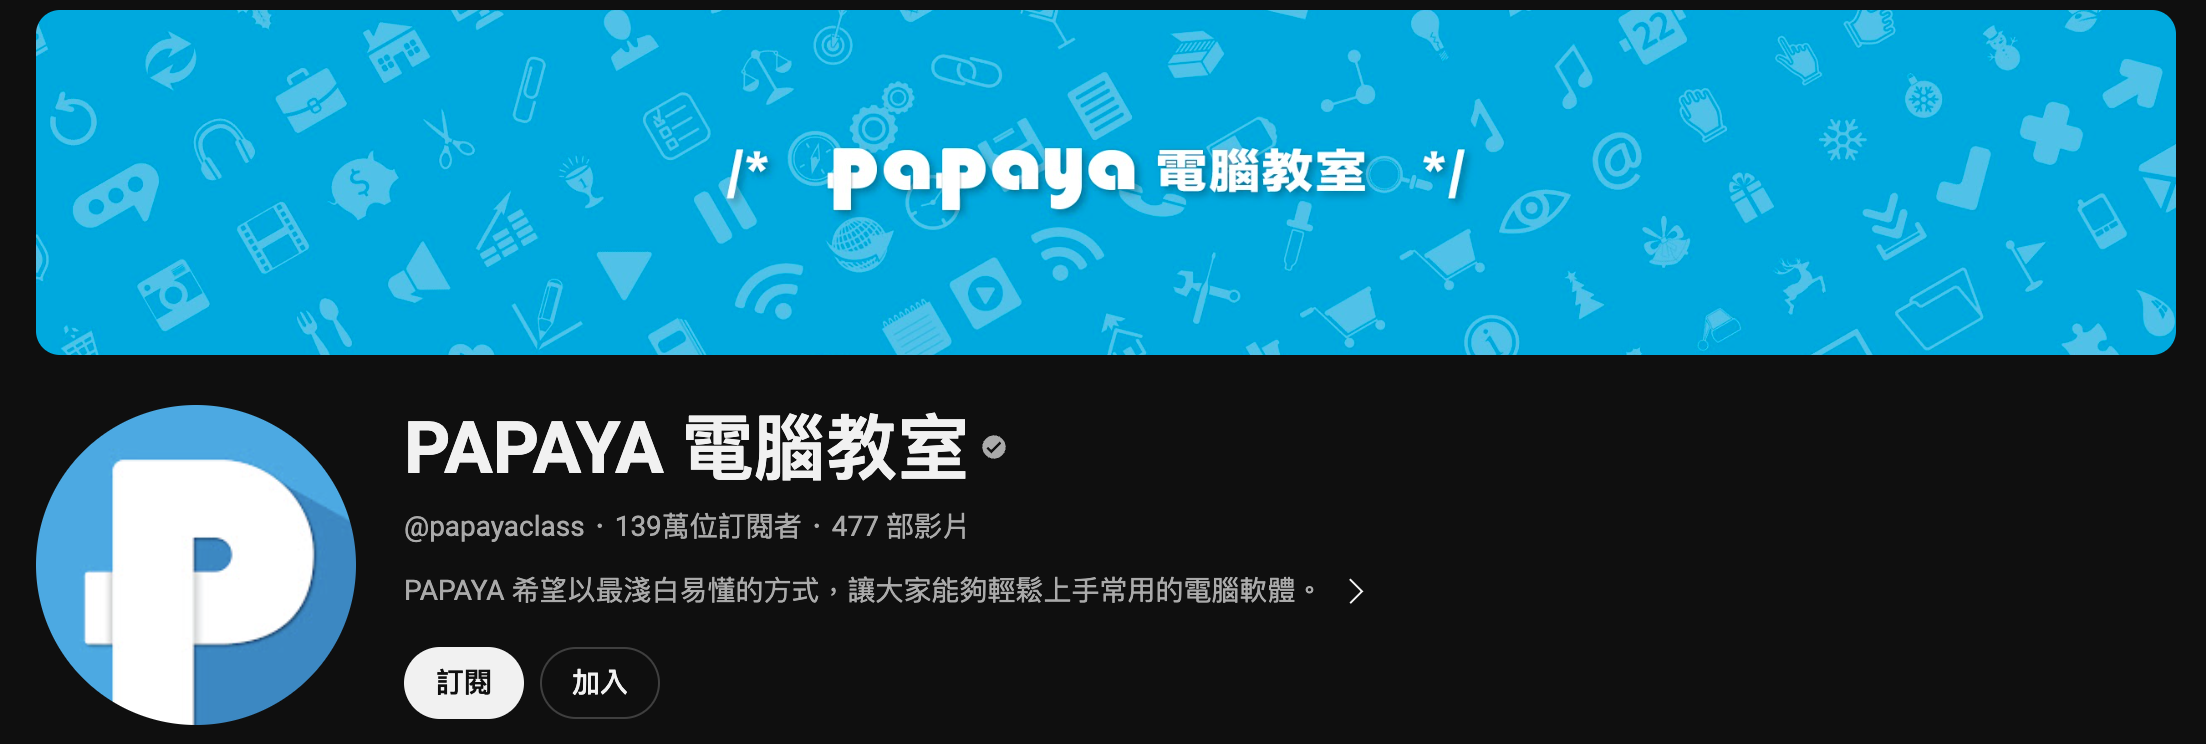 /* papaya 電腦教室 */
22
PAPAYA 電腦教室
@papayaclass · 139萬位訂閱者 · 477 部影片
PAPAYA 希望以最淺白易懂的方式，讓大家能夠輕鬆上手常用的電腦軟體。
訂閱
加入